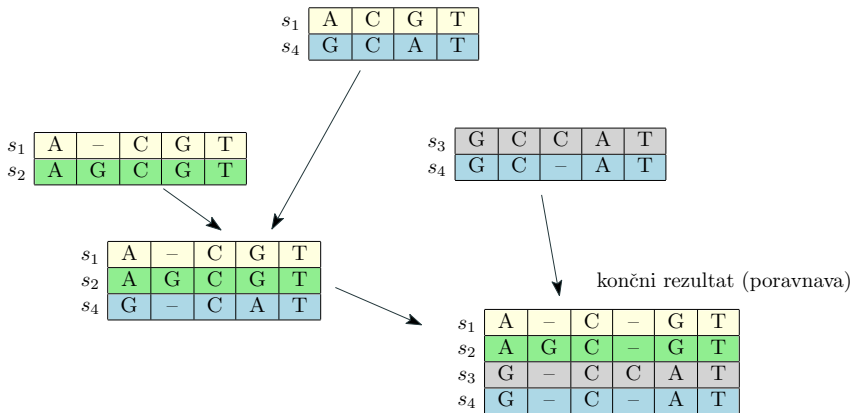 s1 A C G T
s4 G C A T
s1 A – C G T
s2 A G C G T
s3 G C C A T
s4 G C – A T
s1 A – C G T
s2 A G C G T
s4 G – C A T
končni rezultat (poravnava)
s1 A – C – G T
s2 A G C – G T
s3 G – C C A T
s4 G – C – A T